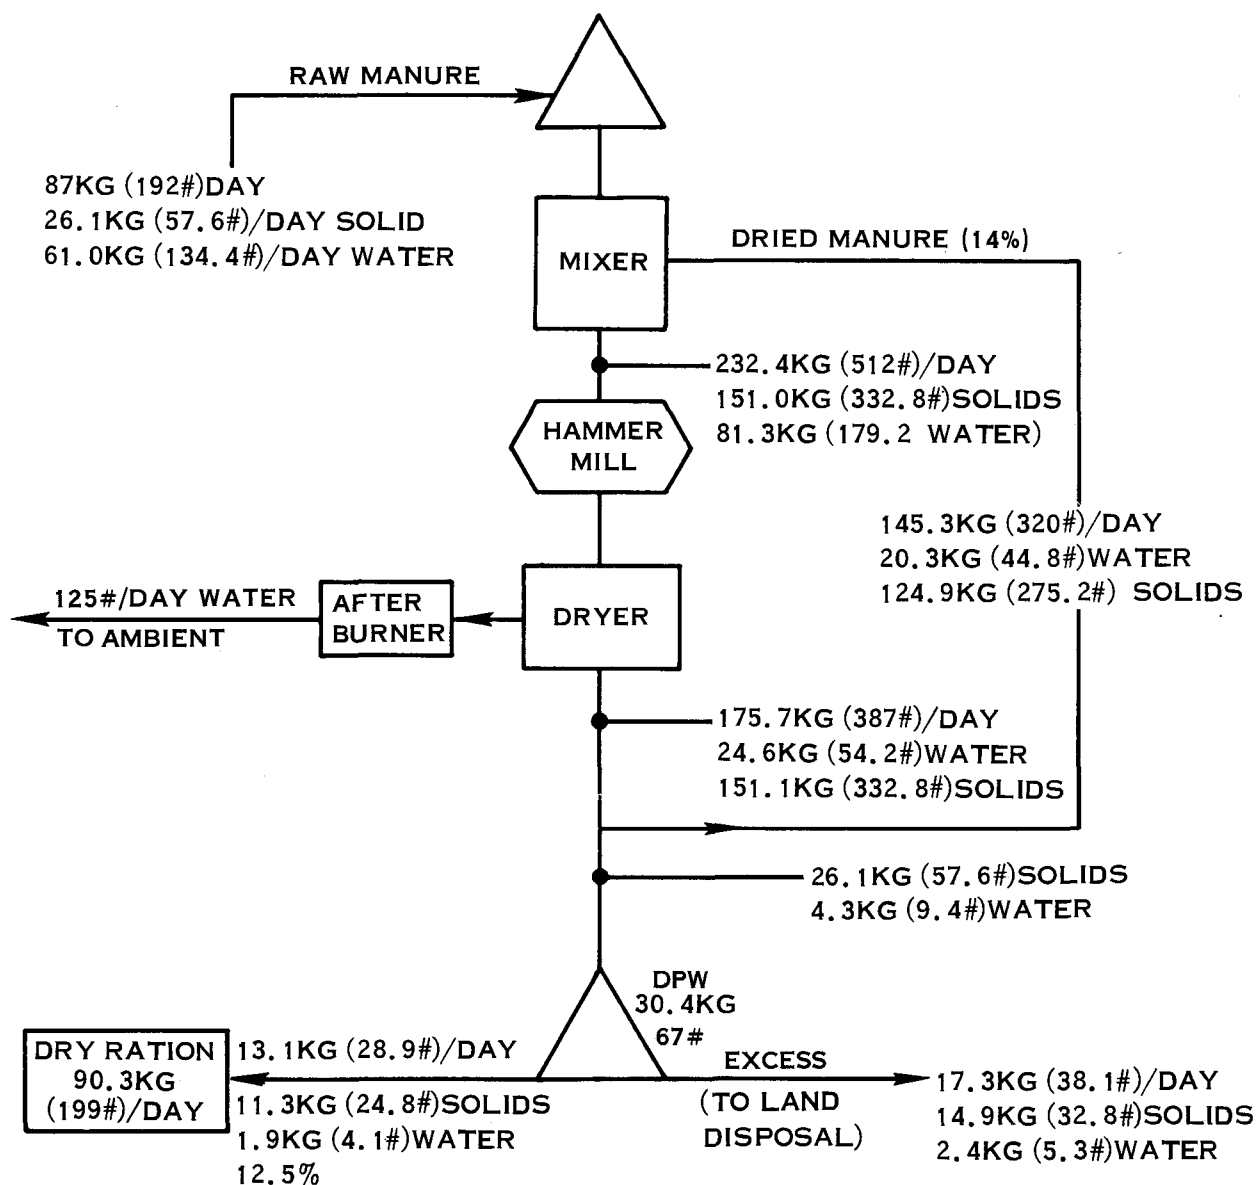 RAW MANURE
87KG (192#)DAY
26.1KG (57.6#)/DAY SOLID
61.0KG (134.4#)/DAY WATER
MIXER
DRIED MANURE (14%)
232.4KG (512#)/DAY
151.0KG (332.8#)SOLIDS
81.3KG (179.2 WATER)
HAMMER
MILL
145.3KG (320#)/DAY
20.3KG (44.8#)WATER
124.9KG (275.2#) SOLIDS
125#/DAY WATER
TO AMBIENT
AFTER
BURNER
DRYER
175.7KG (387#)/DAY
24.6KG (54.2#)WATER
151.1KG (332.8#)SOLIDS
26.1KG (57.6#)SOLIDS
4.3KG (9.4#)WATER
DPW
30.4KG
67#
DRY RATION
90.3KG
(199#)/DAY
13.1KG (28.9#)/DAY
11.3KG (24.8#)SOLIDS
1.9KG (4.1#)WATER
12.5%
EXCESS
(TO LAND
DISPOSAL)
17.3KG (38.1#)/DAY
14.9KG (32.8#)SOLIDS
2.4KG (5.3#)WATER